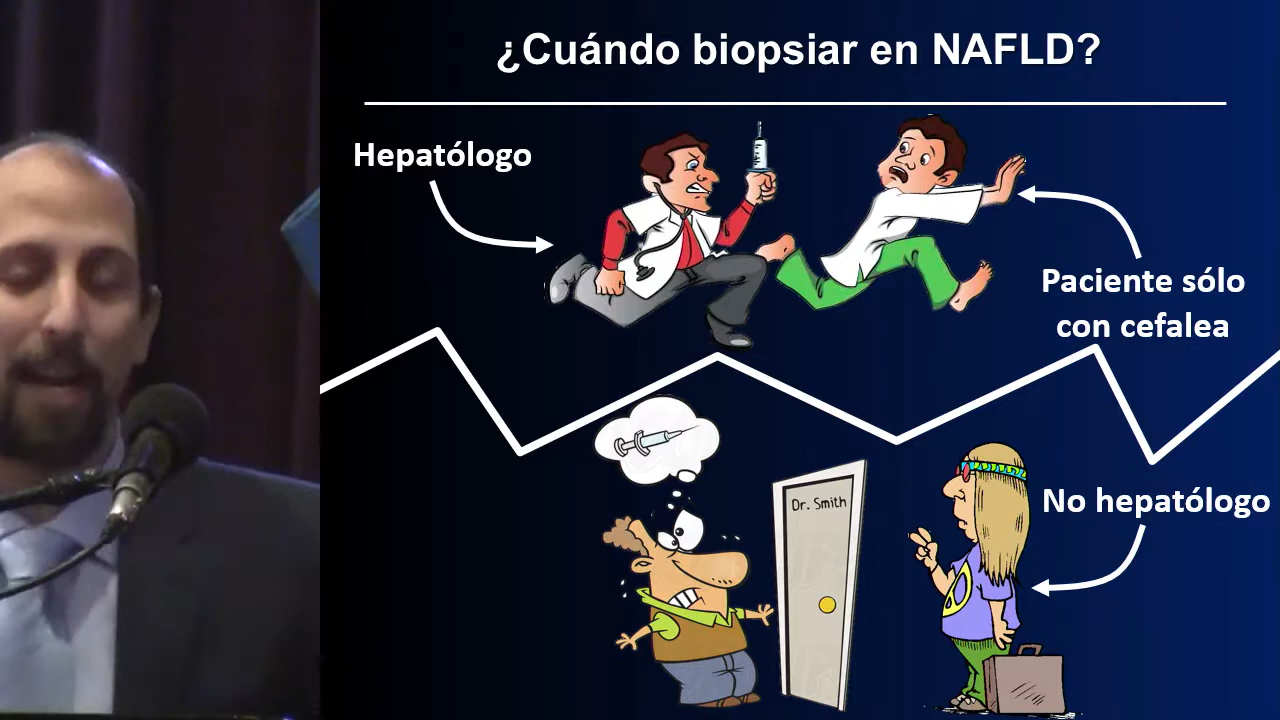 ¿Cuándo biopsiar en NAFLD?
Hepatólogo
Paciente sólo
con cefalea
Dr. Smith
No hepatólogo